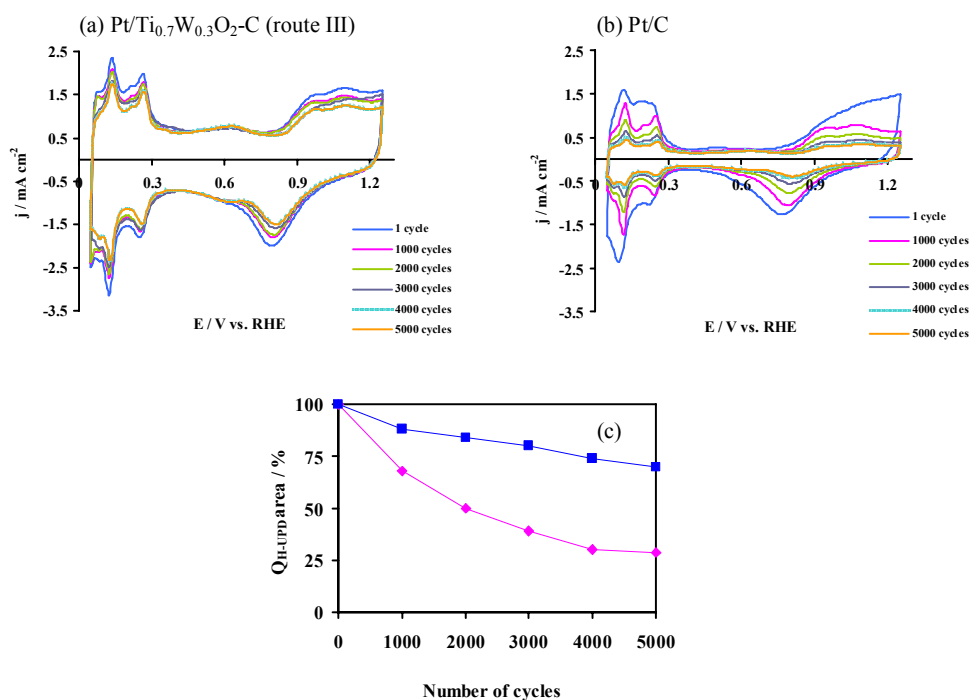 (a) Pt/Ti0.7W0.3O2-C (route III)
(b) Pt/C
2.5
1.5
0.5
-0.5
-1.5
-2.5
-3.5
0
0.3
0.6
0.9
1.2
j / mA cm2
E / V vs. RHE
1 cycle
1000 cycles
2000 cycles
3000 cycles
4000 cycles
5000 cycles
2.5
1.5
0.5
-0.5
-1.5
-2.5
-3.5
0
0.3
0.6
0.9
1.2
j / mA cm2
E / V vs. RHE
1 cycle
1000 cycles
2000 cycles
3000 cycles
4000 cycles
5000 cycles
(c)
100
75
50
25
0
QH-UPD area / %
0 1000 2000 3000 4000 5000
Number of cycles